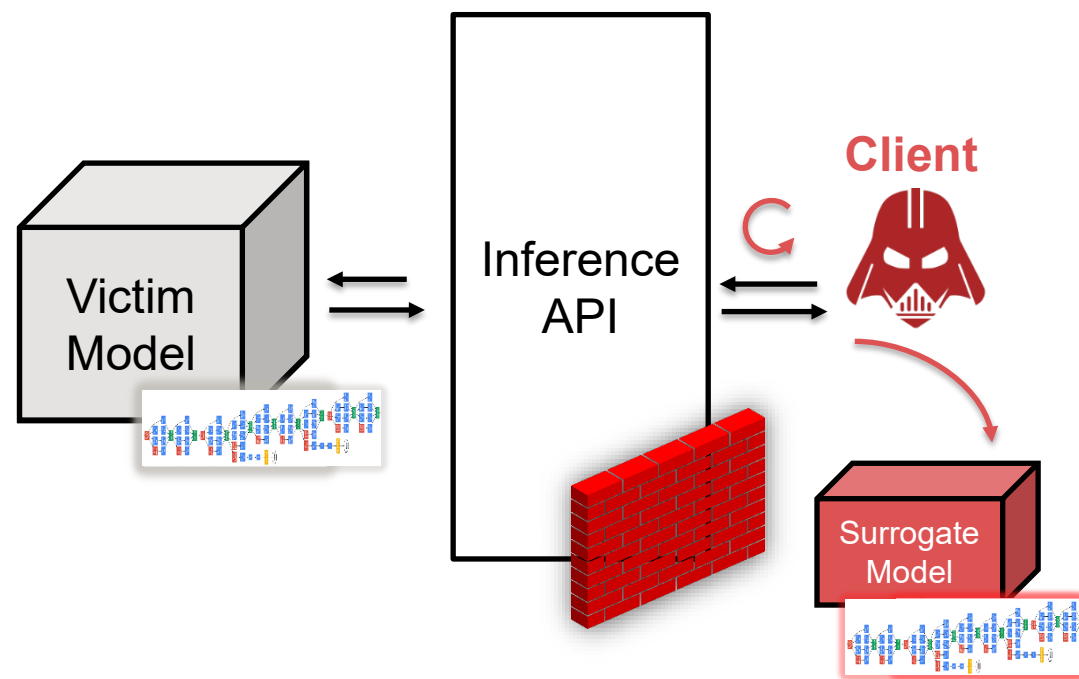 Victim
Model
Inference
API
Client
Surrogate
Model